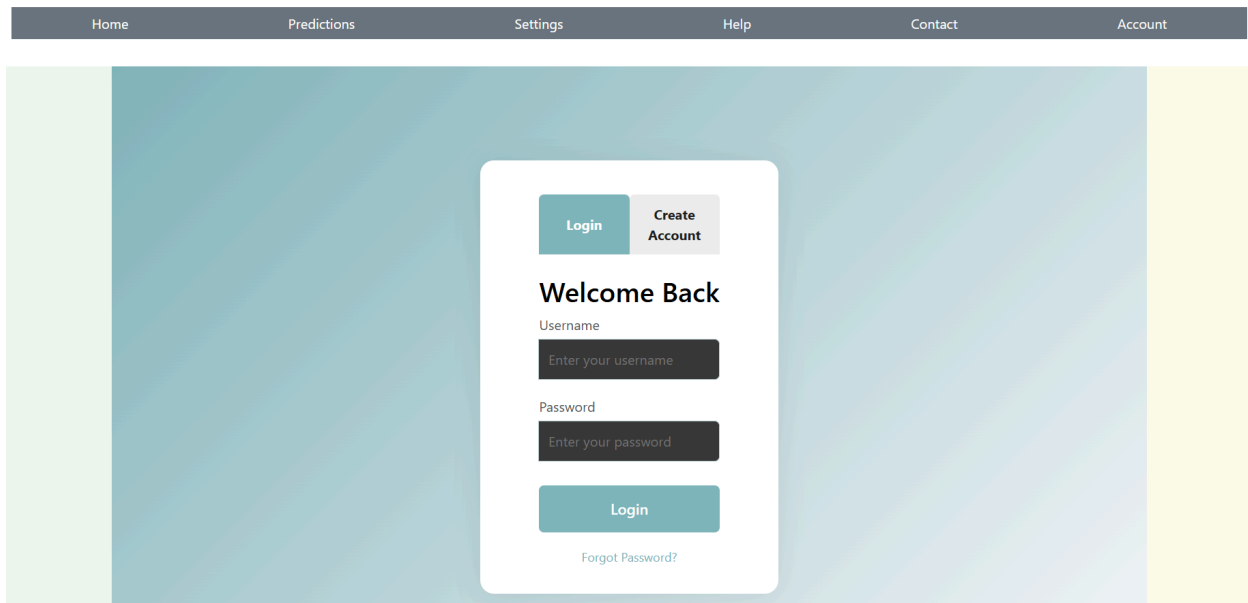 Home Predictions Settings Help Contact Account
Login
Create
Account
Welcome Back
Username
Enter your username
Password
Enter your password
Login
Forgot Password?